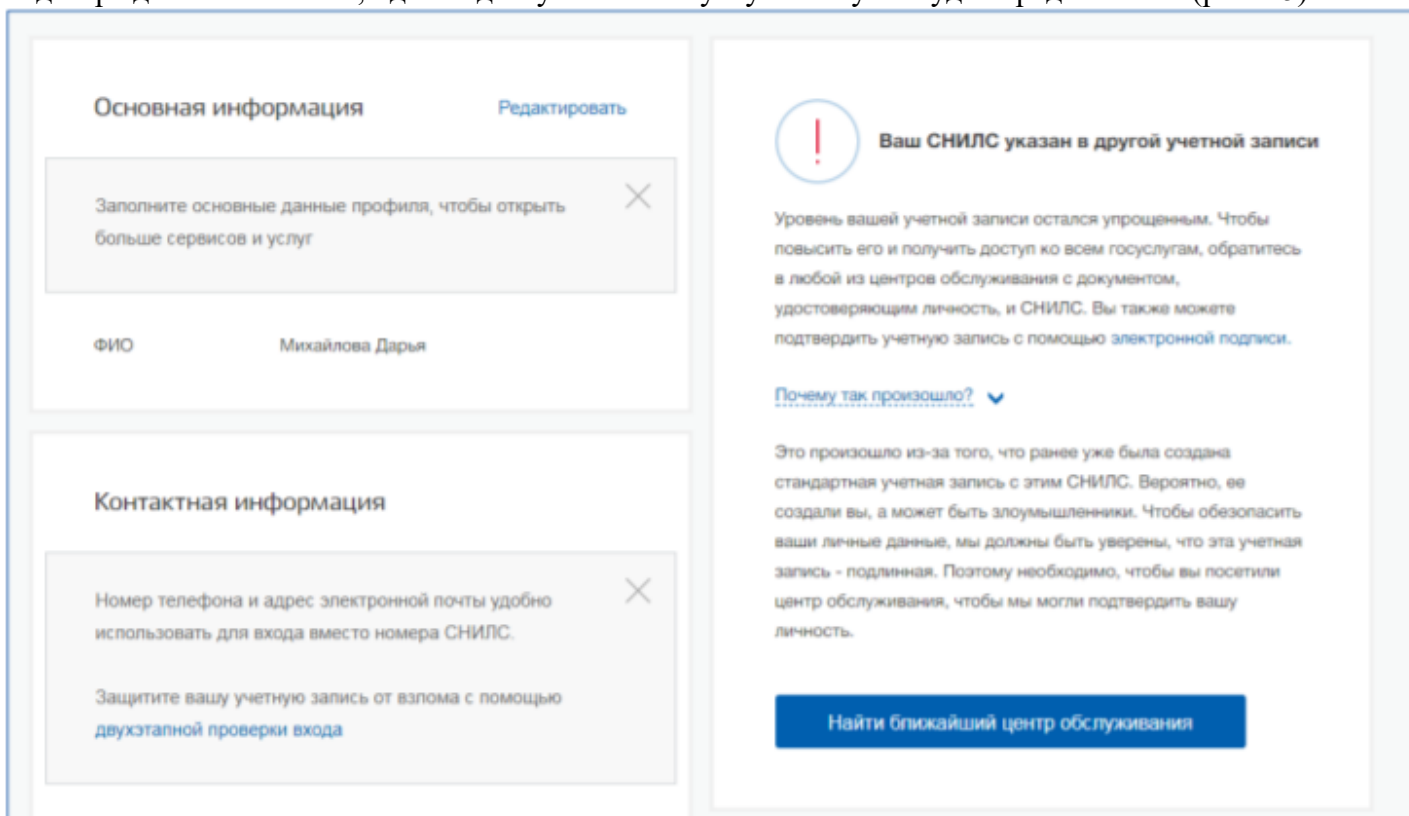 Основная информация
Редактировать
Заполните основные данные профиля, чтобы открыть
больше сервисов и услуг
ФИО
Михайлова Дарья
Контактная информация
Номер телефона и адрес электронной почты удобно
использовать для входа вместо номера СНИЛС.
Защитите вашу учетную запись от взлома с помощью
двухэтапной проверки входа
Ваш СНИЛС указан в другой учетной записи
Уровень вашей учетной записи остался упрощенным. Чтобы
повысить его и получить доступ ко всем госуслугам, обратитесь
в любой из центров обслуживания с документом,
удостоверяющим личность, и СНИЛС. Вы также можете
подтвердить учетную запись с помощью электронной подписи.
Почему так произошло?
Это произошло из-за того, что ранее уже была создана
стандартная учетная запись с этим СНИЛС. Вероятно, ее
создали вы, а может быть злоумышленники. Чтобы обезопасить
ваши личные данные, мы должны быть уверены, что эта учетная
запись - подлинная. Поэтому необходимо, чтобы вы посетили
центр обслуживания, чтобы мы могли подтвердить вашу
личность.
Найти ближайший центр обслуживания